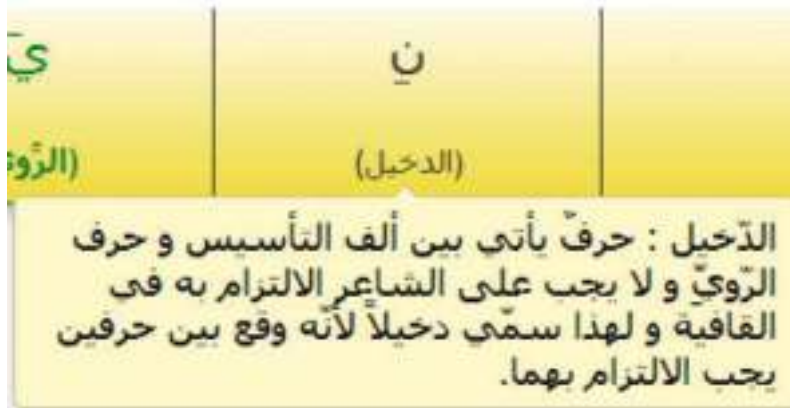 نِ
يَ
(الدخيل)
(الرَّوي
الدّخيل : حرفٌ يأتي بين ألف التأسيس و حرف
الرّويّ و لا يجب على الشاعر الالتزام به في
القافية و لهذا سمّي دخيلاً لأنّه وقع بين حرفين
يجب الالتزام بهما.